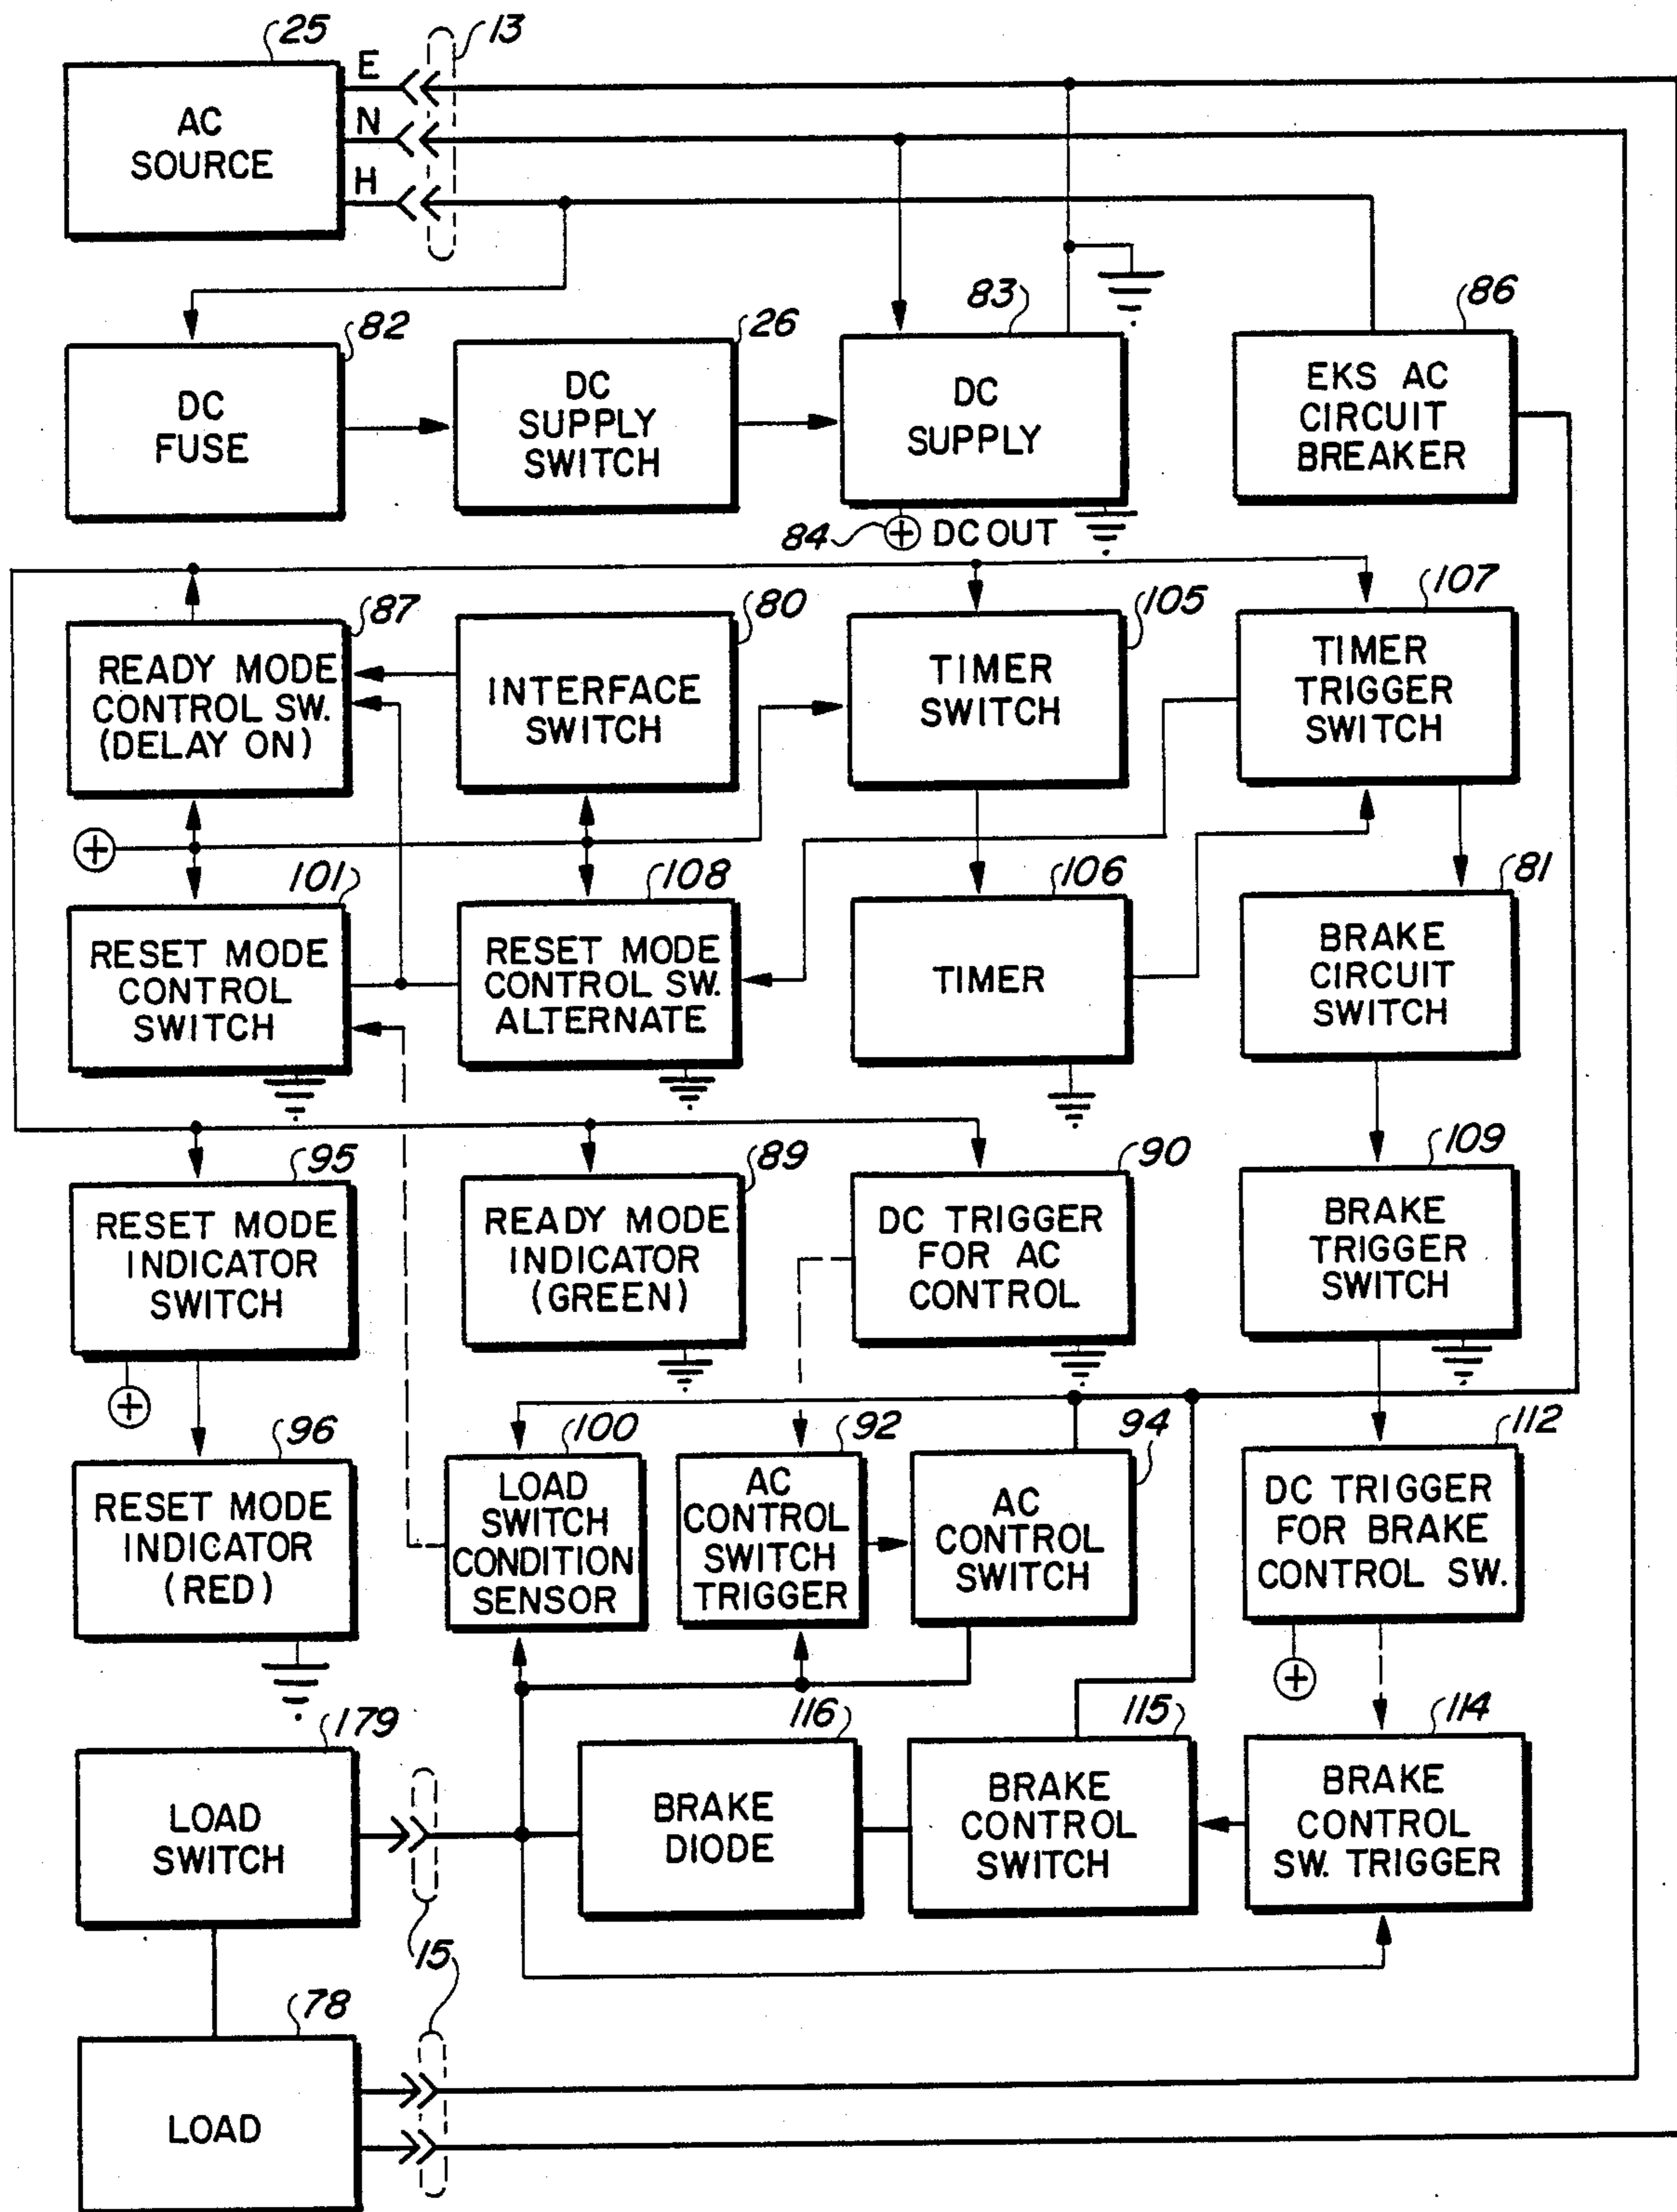 25
13
E
AC
SOURCE
N
H
82
26
83
86
DC
FUSE
DC
SUPPLY
SWITCH
DC
SUPPLY
EKS AC
CIRCUIT
BREAKER
84
+ DC OUT
87
80
105
107
READY MODE
CONTROL SW.
(DELAY ON)
INTERFACE
SWITCH
TIMER
SWITCH
TIMER
TRIGGER
SWITCH
+
101
108
106
81
RESET MODE
CONTROL
SWITCH
RESET MODE
CONTROL SW.
ALTERNATE
TIMER
BRAKE
CIRCUIT
SWITCH
95
89
90
109
RESET MODE
INDICATOR
SWITCH
READY MODE
INDICATOR
(GREEN)
DC TRIGGER
FOR AC
CONTROL
BRAKE
TRIGGER
SWITCH
+
96
100
92
94
112
RESET MODE
INDICATOR
(RED)
LOAD
SWITCH
CONDITION
SENSOR
AC
CONTROL
SWITCH
TRIGGER
AC
CONTROL
SWITCH
DC TRIGGER
FOR BRAKE
CONTROL SW.
+
179
116
115
114
LOAD
SWITCH
BRAKE
DIODE
BRAKE
CONTROL
SWITCH
BRAKE
CONTROL
SW. TRIGGER
15
78
LOAD